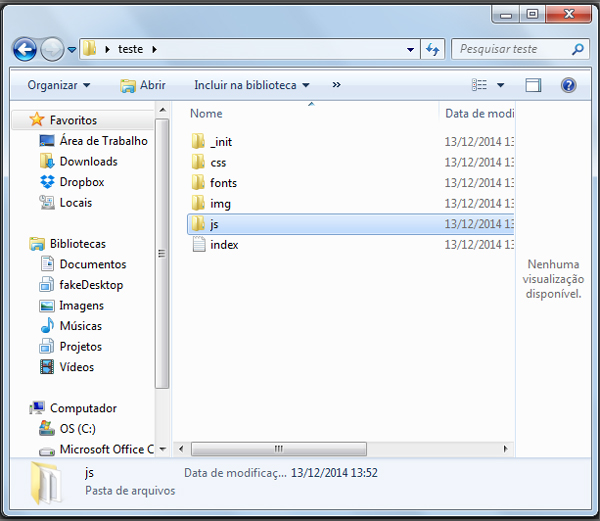 teste
Pesquisar teste
Organizar
Abrir
Incluir na biblioteca
»
Favoritos
Área de Trabalho
Downloads
Dropbox
Locais
Bibliotecas
Documentos
fakeDesktop
Imagens
Músicas
Projetos
Vídeos
Computador
OS (C:)
Microsoft Office C
Nome
Data de modi
_init
13/12/2014 13
css
13/12/2014 13
fonts
13/12/2014 13
img
13/12/2014 13
js
13/12/2014 13
index
13/12/2014 13
Nenhuma
visualização
disponível.
js
Data de modificaç... 13/12/2014 13:52
Pasta de arquivos